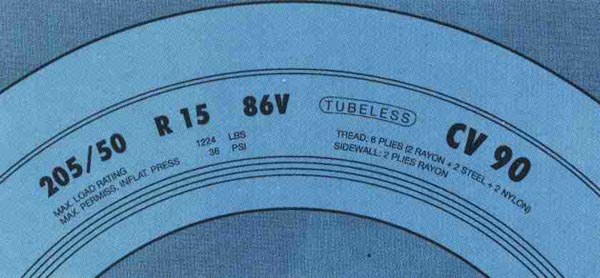 205/50 R 15 86V TUBELESS CV 90
MAX. LOAD RATING 1224 LBS
MAX. PERMISS. INFLAT. PRESS 36 PSI
TREAD: 6 PLIES (2 RAYON + 2 STEEL + 2 NYLON)
SIDEWALL: 2 PLIES RAYON